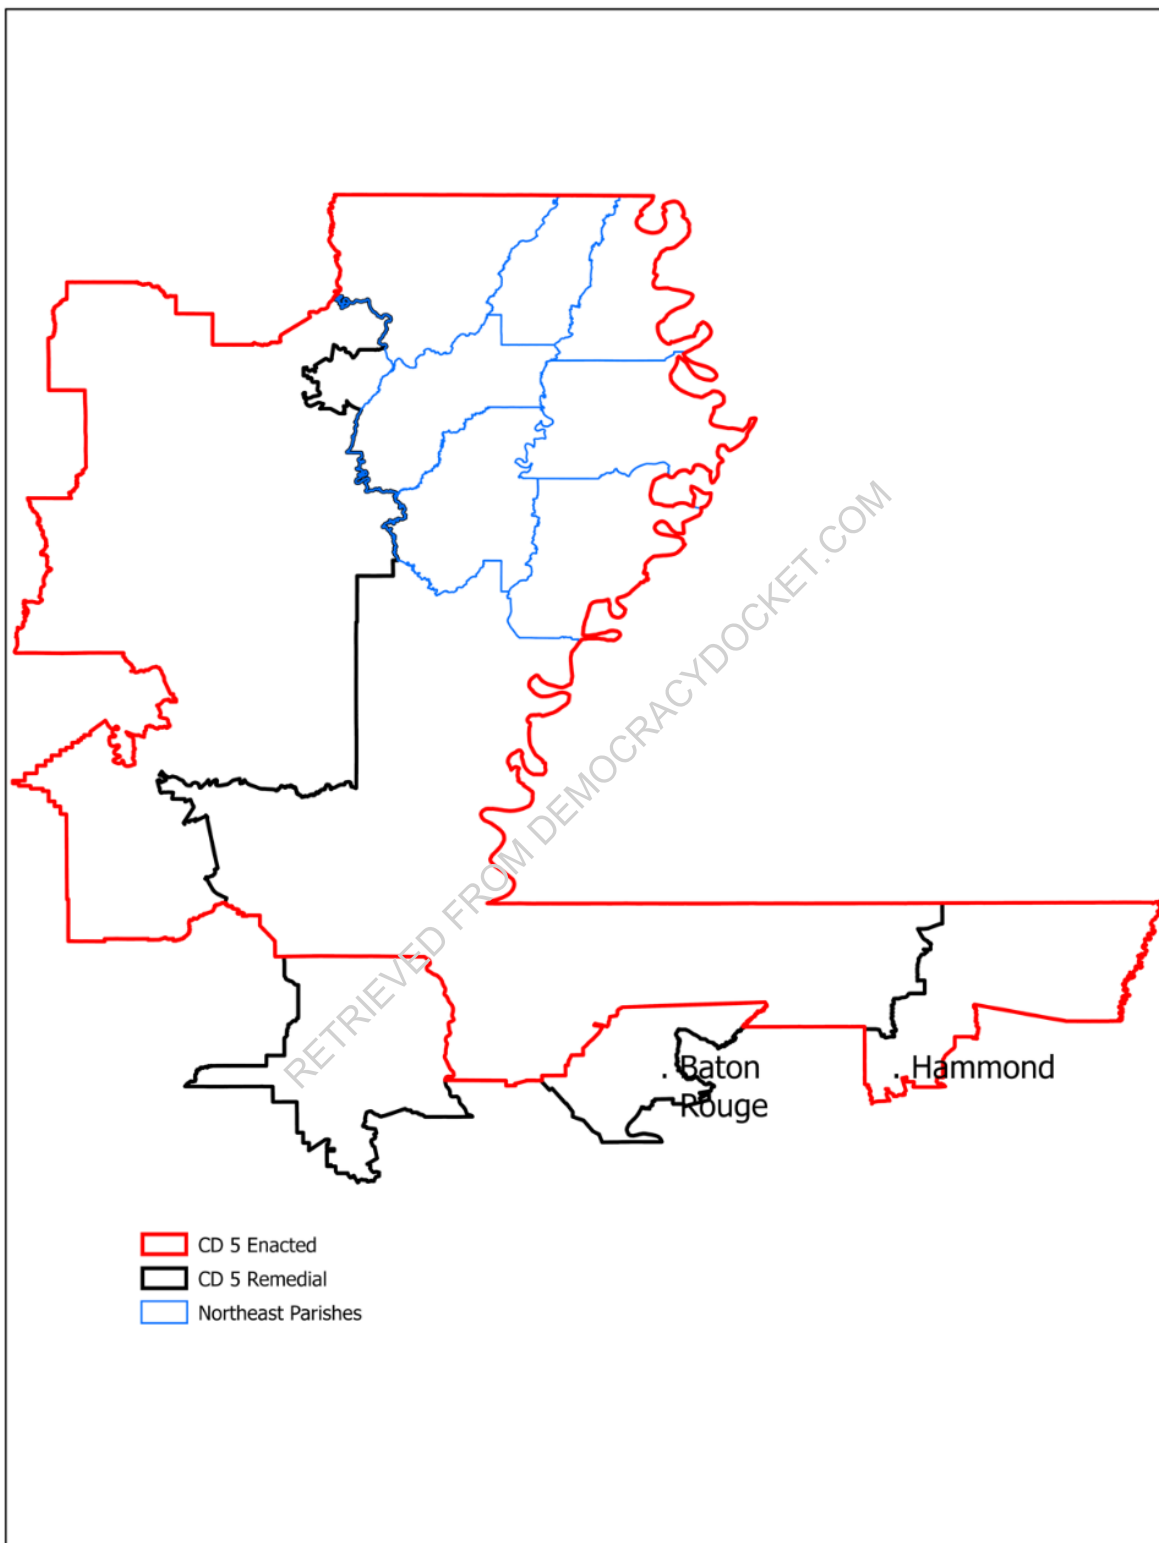 RETRIEVED FROM DEMOCRACYDOCKET.COM
Baton
Rouge
Hammond
CD 5 Enacted
CD 5 Remedial
Northeast Parishes